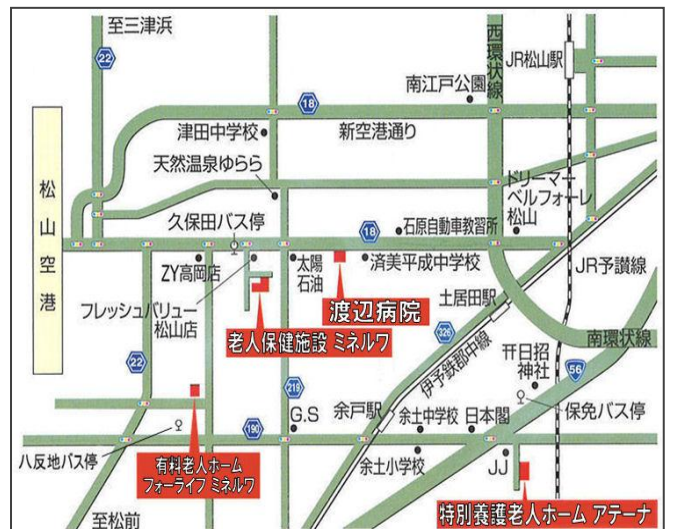 至三津浜
22
西環状線
JR松山駅
南江戸公園
18
津田中学校
新空港通り
天然温泉ゆらら
ドリーマー
ベルフォーレ
松山
松山空港
久保田バス停
18
石原自動車教習所
ZY高岡店
太陽
石油
済美平成中学校
JR予讃線
フレッシュバリュー
松山店
渡辺病院
土居田駅
老人保健施設 ミネルワ
326
南環状線
伊予鉄郡中線
22
日招
神社
56
219
G.S
余戸駅
余土中学校
日本閣
保免バス停
190
八反地バス停
有料老人ホーム
フォーライフ ミネルワ
余土小学校
JJ
特別養護老人ホーム アテーナ
至松前